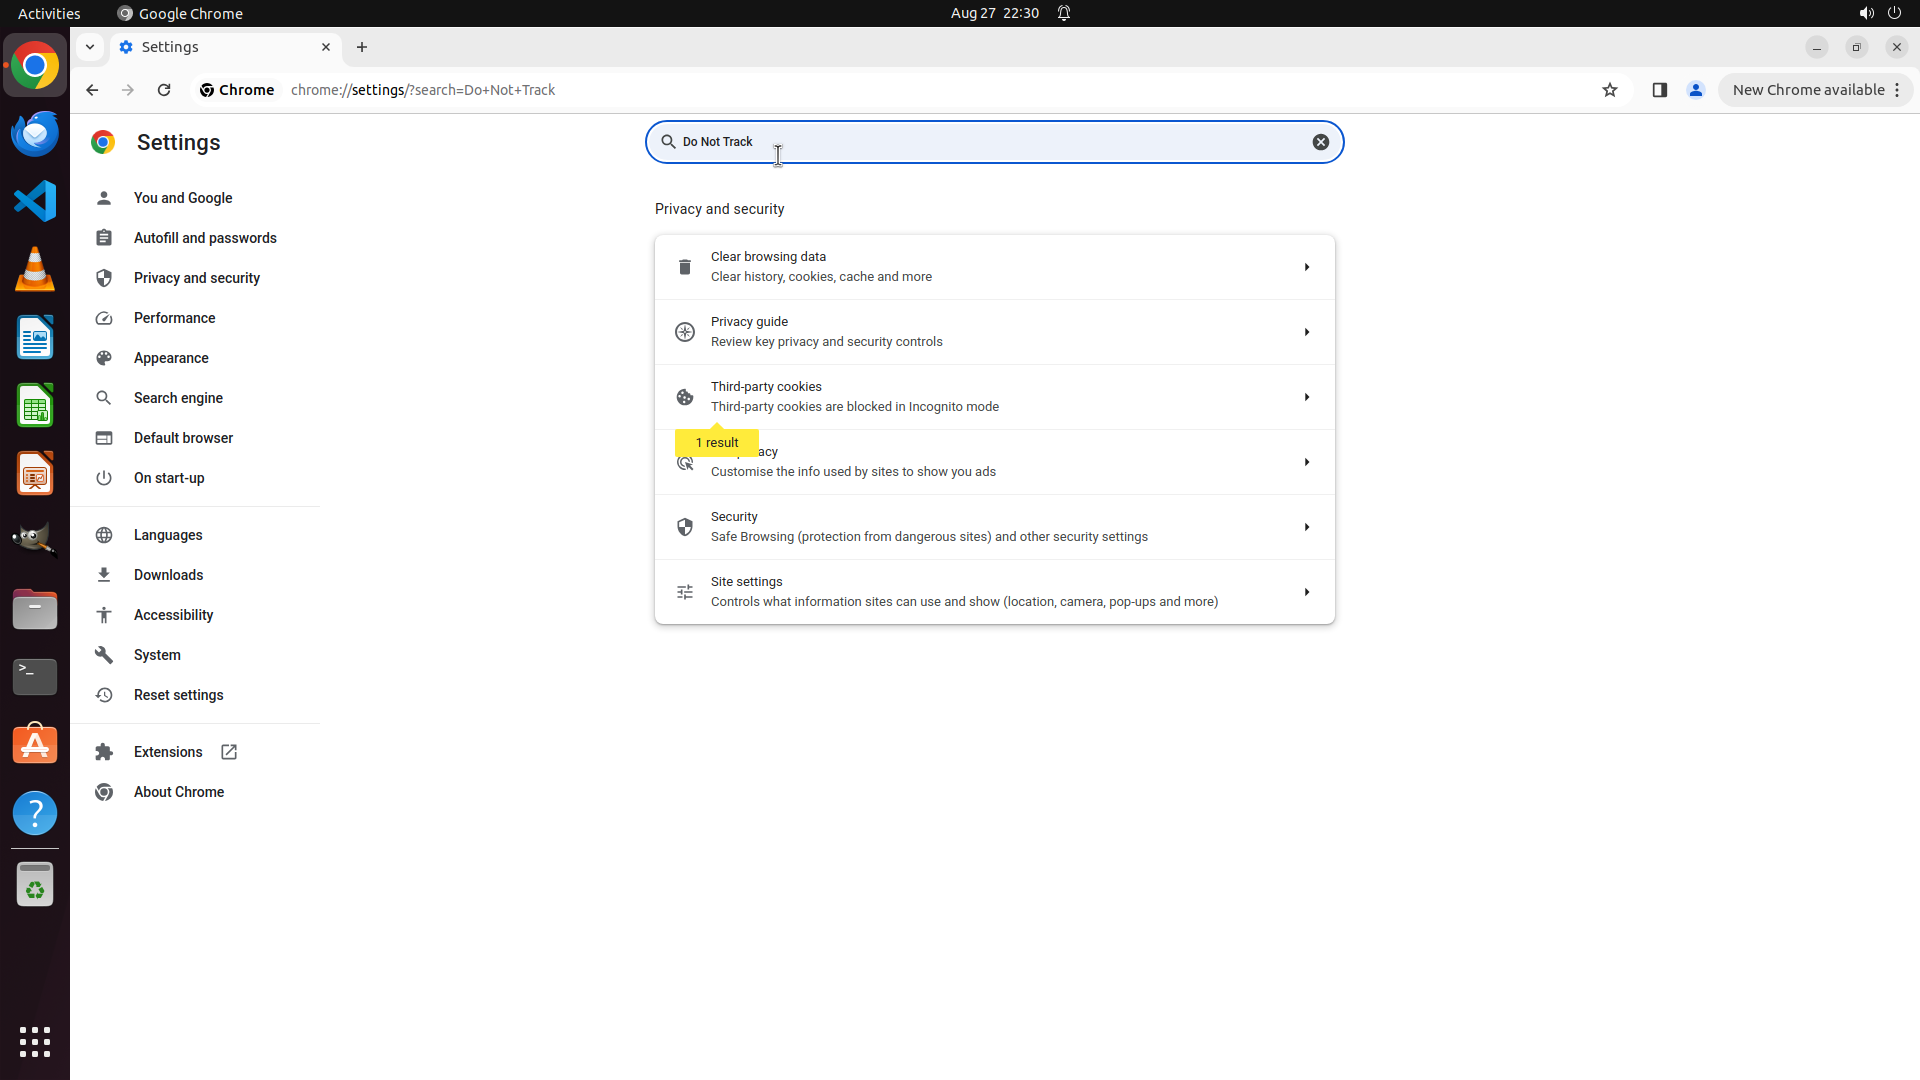 Activities
Google Chrome
Aug 27 22:30
Settings
Chrome
chrome://settings/?search=Do+Not+Track
New Chrome available
Settings
Do Not Track
You and Google
Autofill and passwords
Privacy and security
Performance
Appearance
Search engine
Default browser
On start-up
Languages
Downloads
Accessibility
System
Reset settings
Extensions
About Chrome
Privacy and security
Clear browsing data
Clear history, cookies, cache and more
Privacy guide
Review key privacy and security controls
Third-party cookies
Third-party cookies are blocked in Incognito mode
1 result
Customise the info used by sites to show you ads
Security
Safe Browsing (protection from dangerous sites) and other security settings
Site settings
Controls what information sites can use and show (location, camera, pop-ups and more)